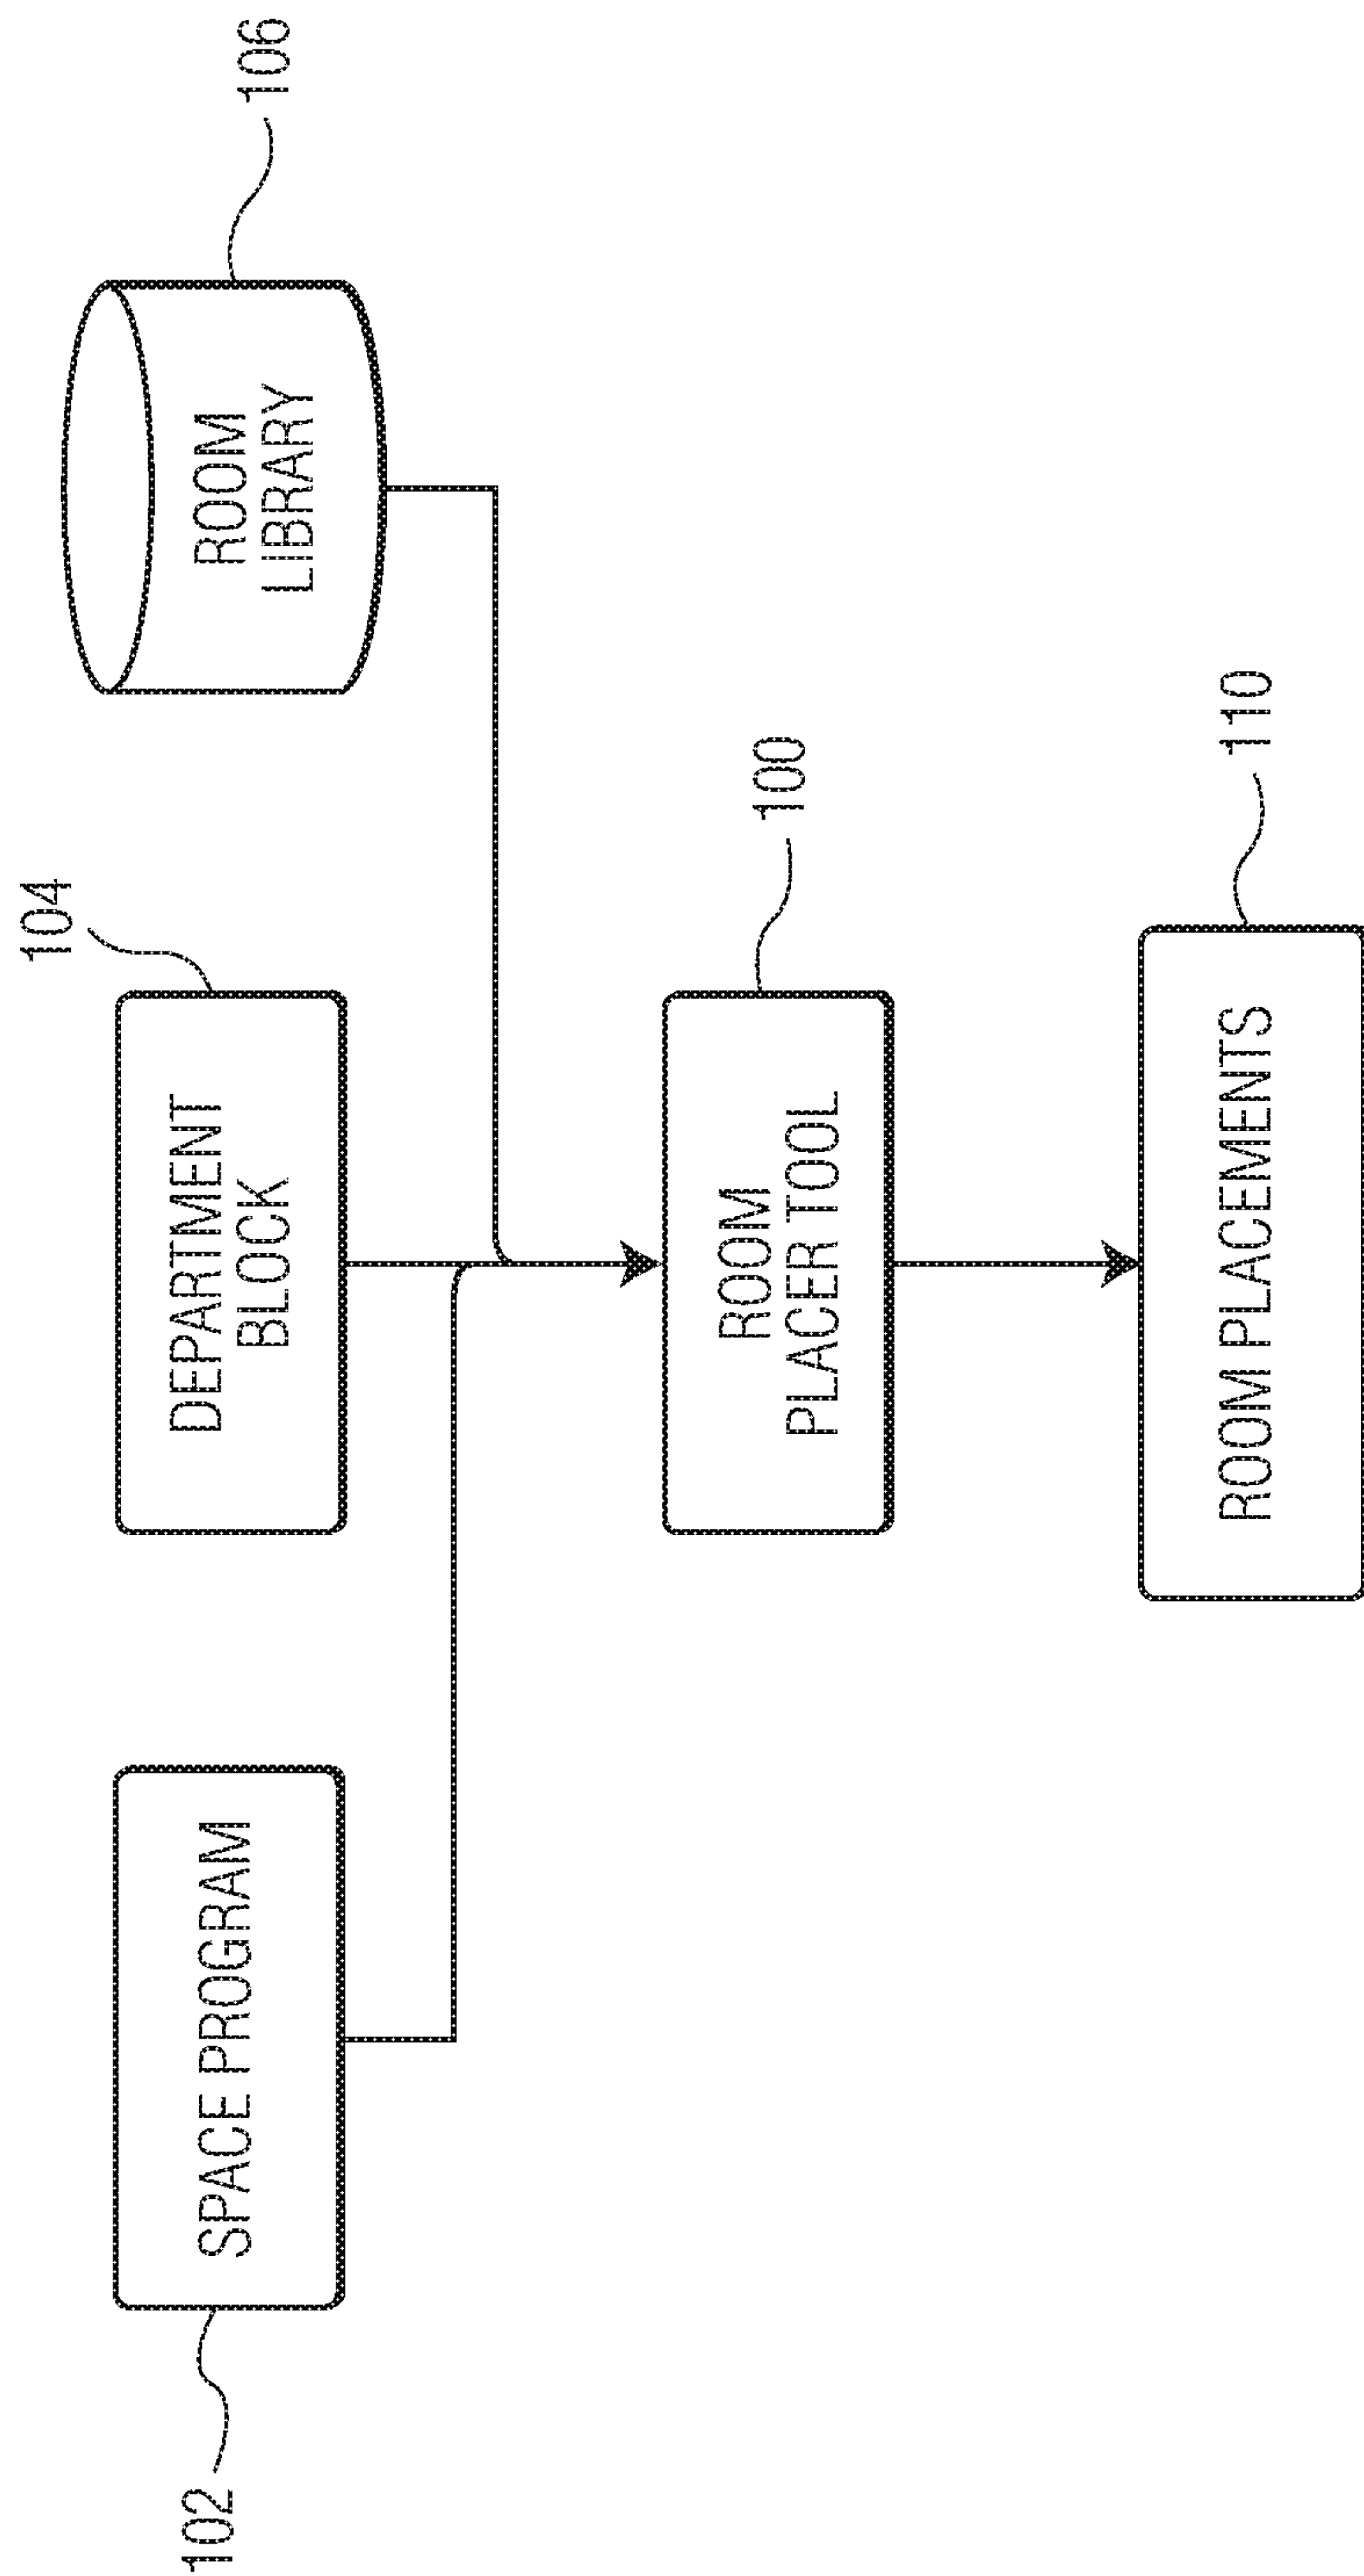 102
SPACE PROGRAM
104
DEPARTMENT
BLOCK
106
ROOM
LIBRARY
100
ROOM
PLACER TOOL
110
ROOM PLACEMENTS